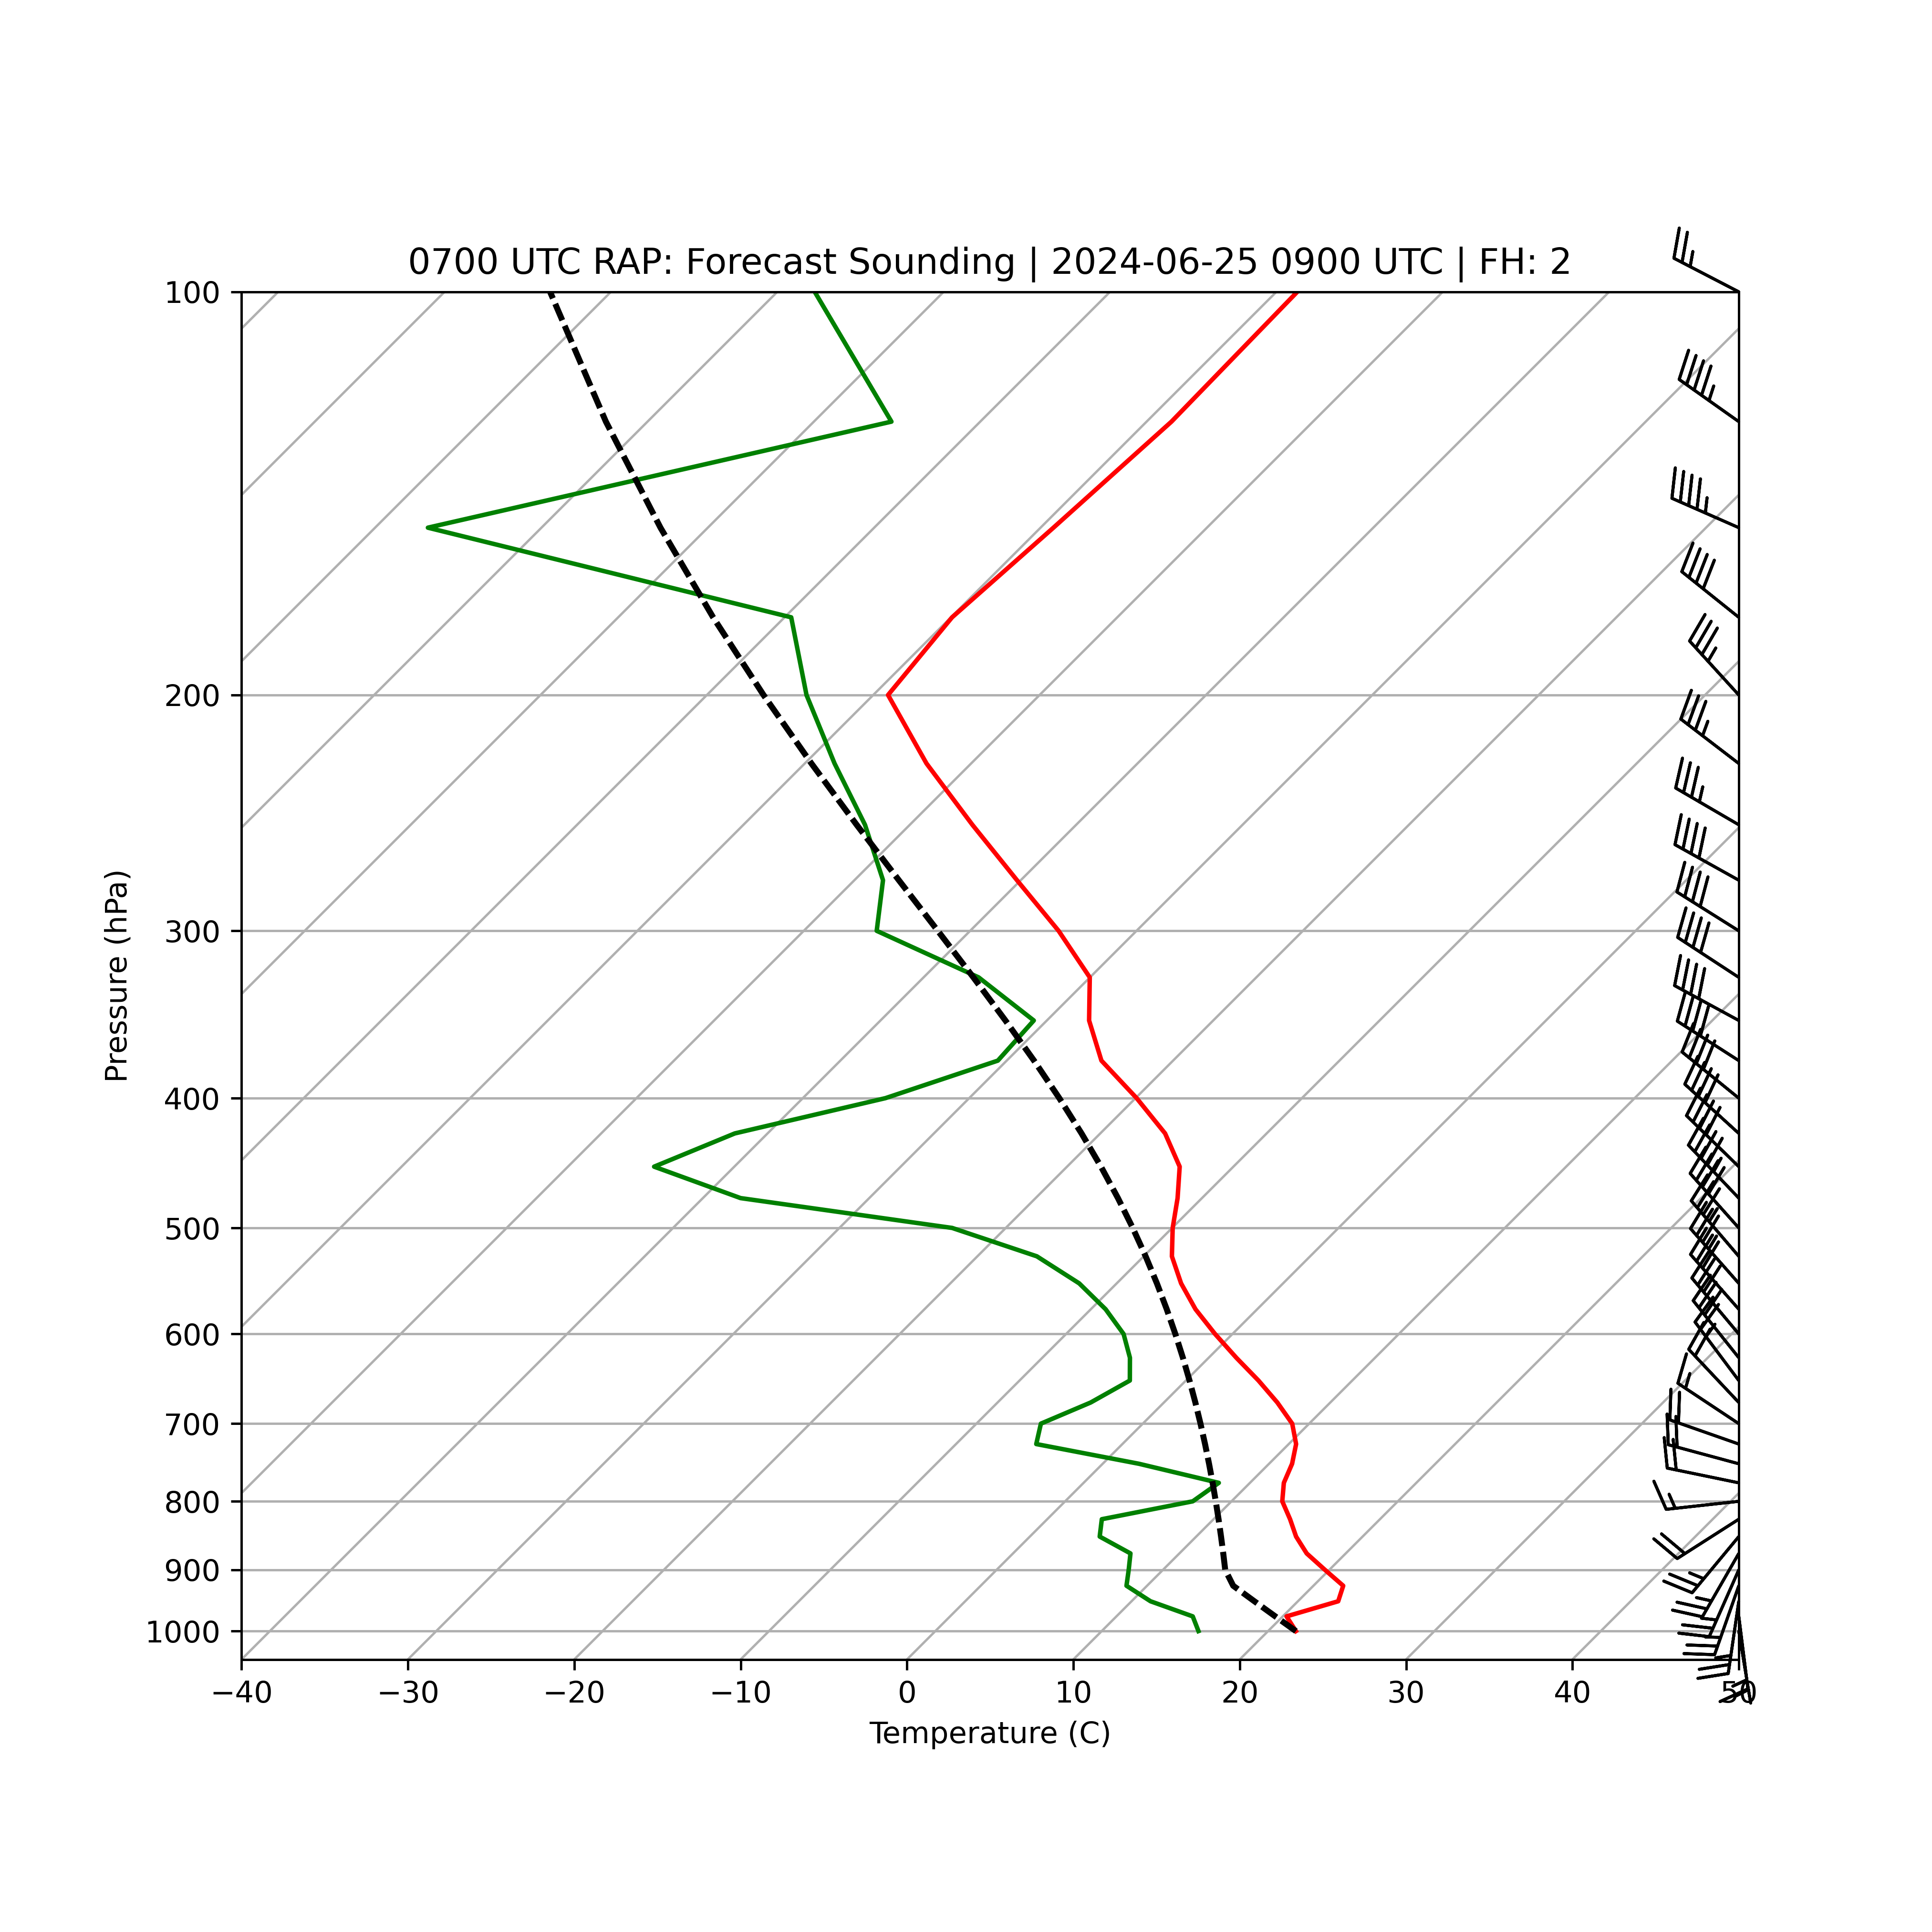 0700 UTC RAP: Forecast Sounding | 2024-06-25 0900 UTC | FH: 2
100
200
300
400
500
600
700
800
900
1000
Pressure (hPa)
−40 −30 −20 −10 0 10 20 30 40 50
Temperature (C)